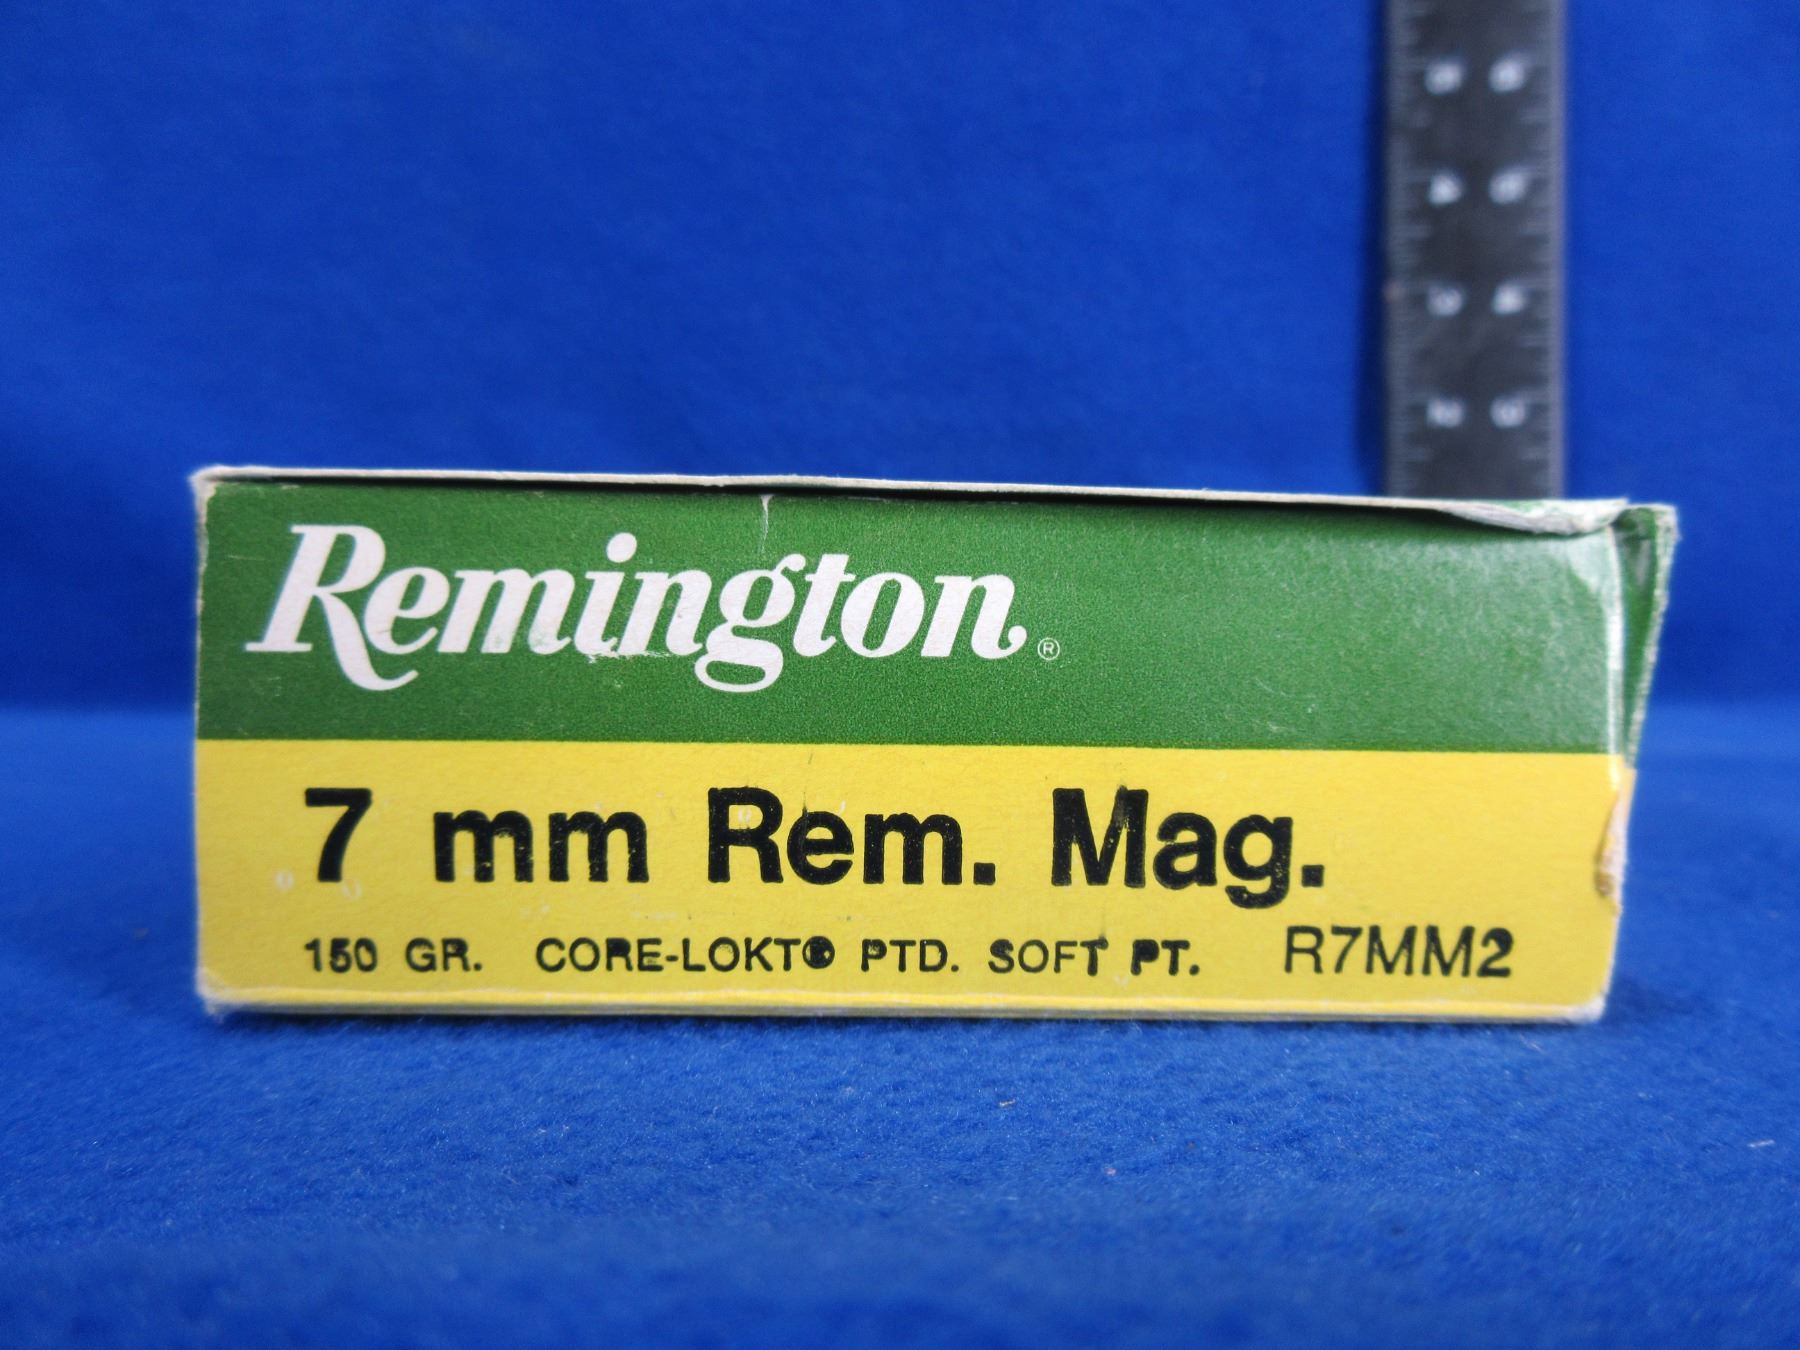 Remington®
7 mm Rem. Mag.
150 GR. CORE-LOKT® PTD. SOFT PT. R7MM2